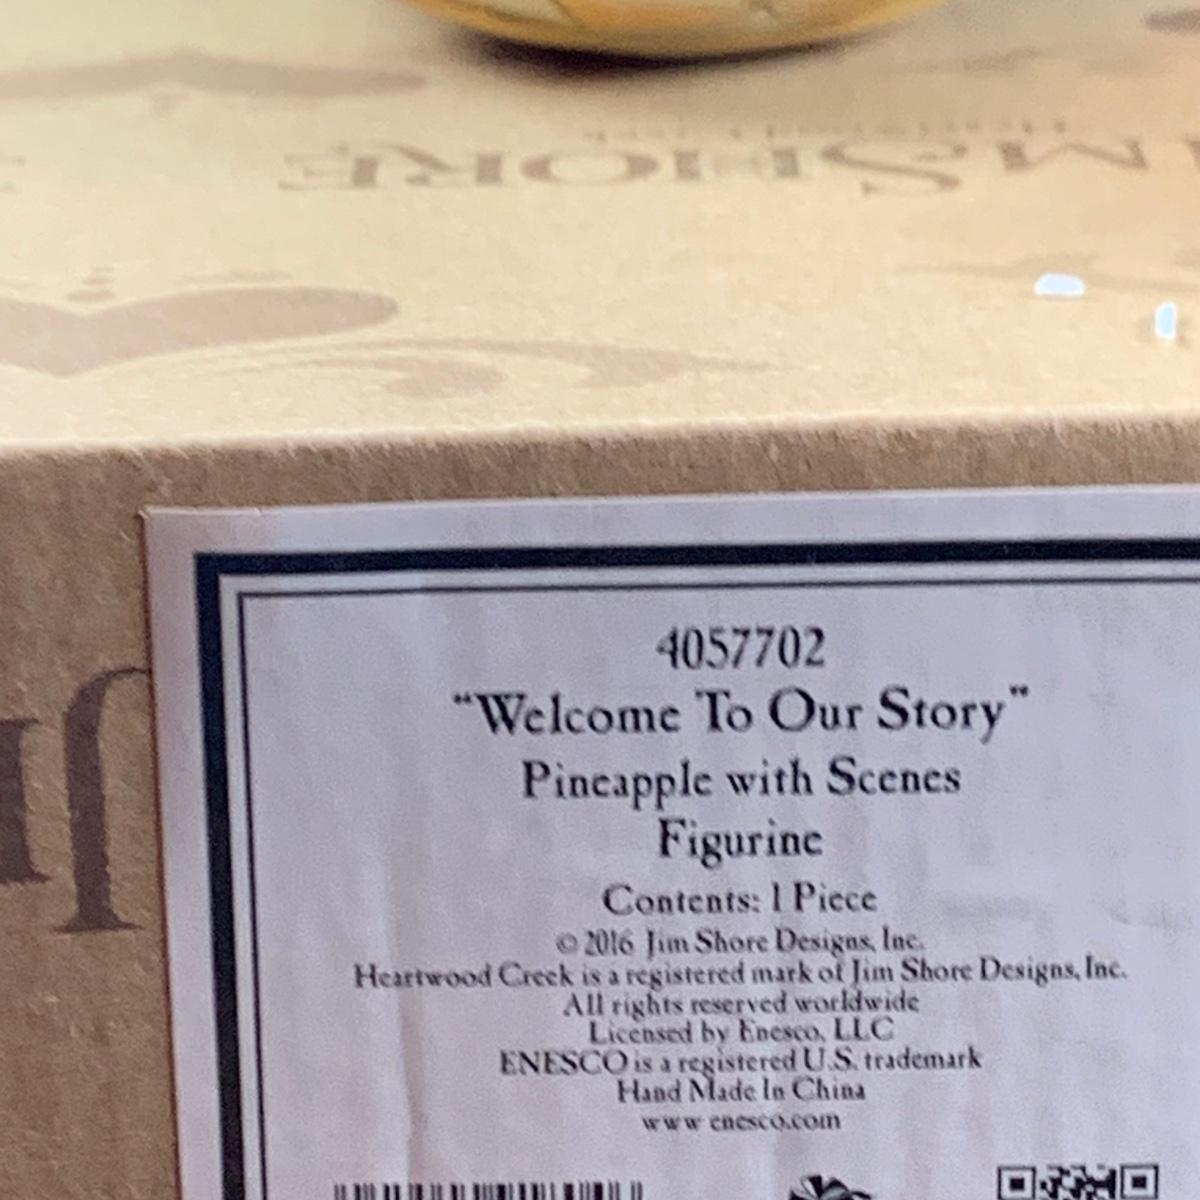 MSHORE
4057702
"Welcome To Our Story"
Pineapple with Scenes
Figurine
Contents: 1 Piece
© 2016 Jim Shore Designs, Inc.
Heartwood Creek is a registered mark of Jim Shore Designs, Inc.
All rights reserved worldwide
Licensed by Enesco, LLC
ENESCO is a registered U.S. trademark
Hand Made In China
www.enesco.com